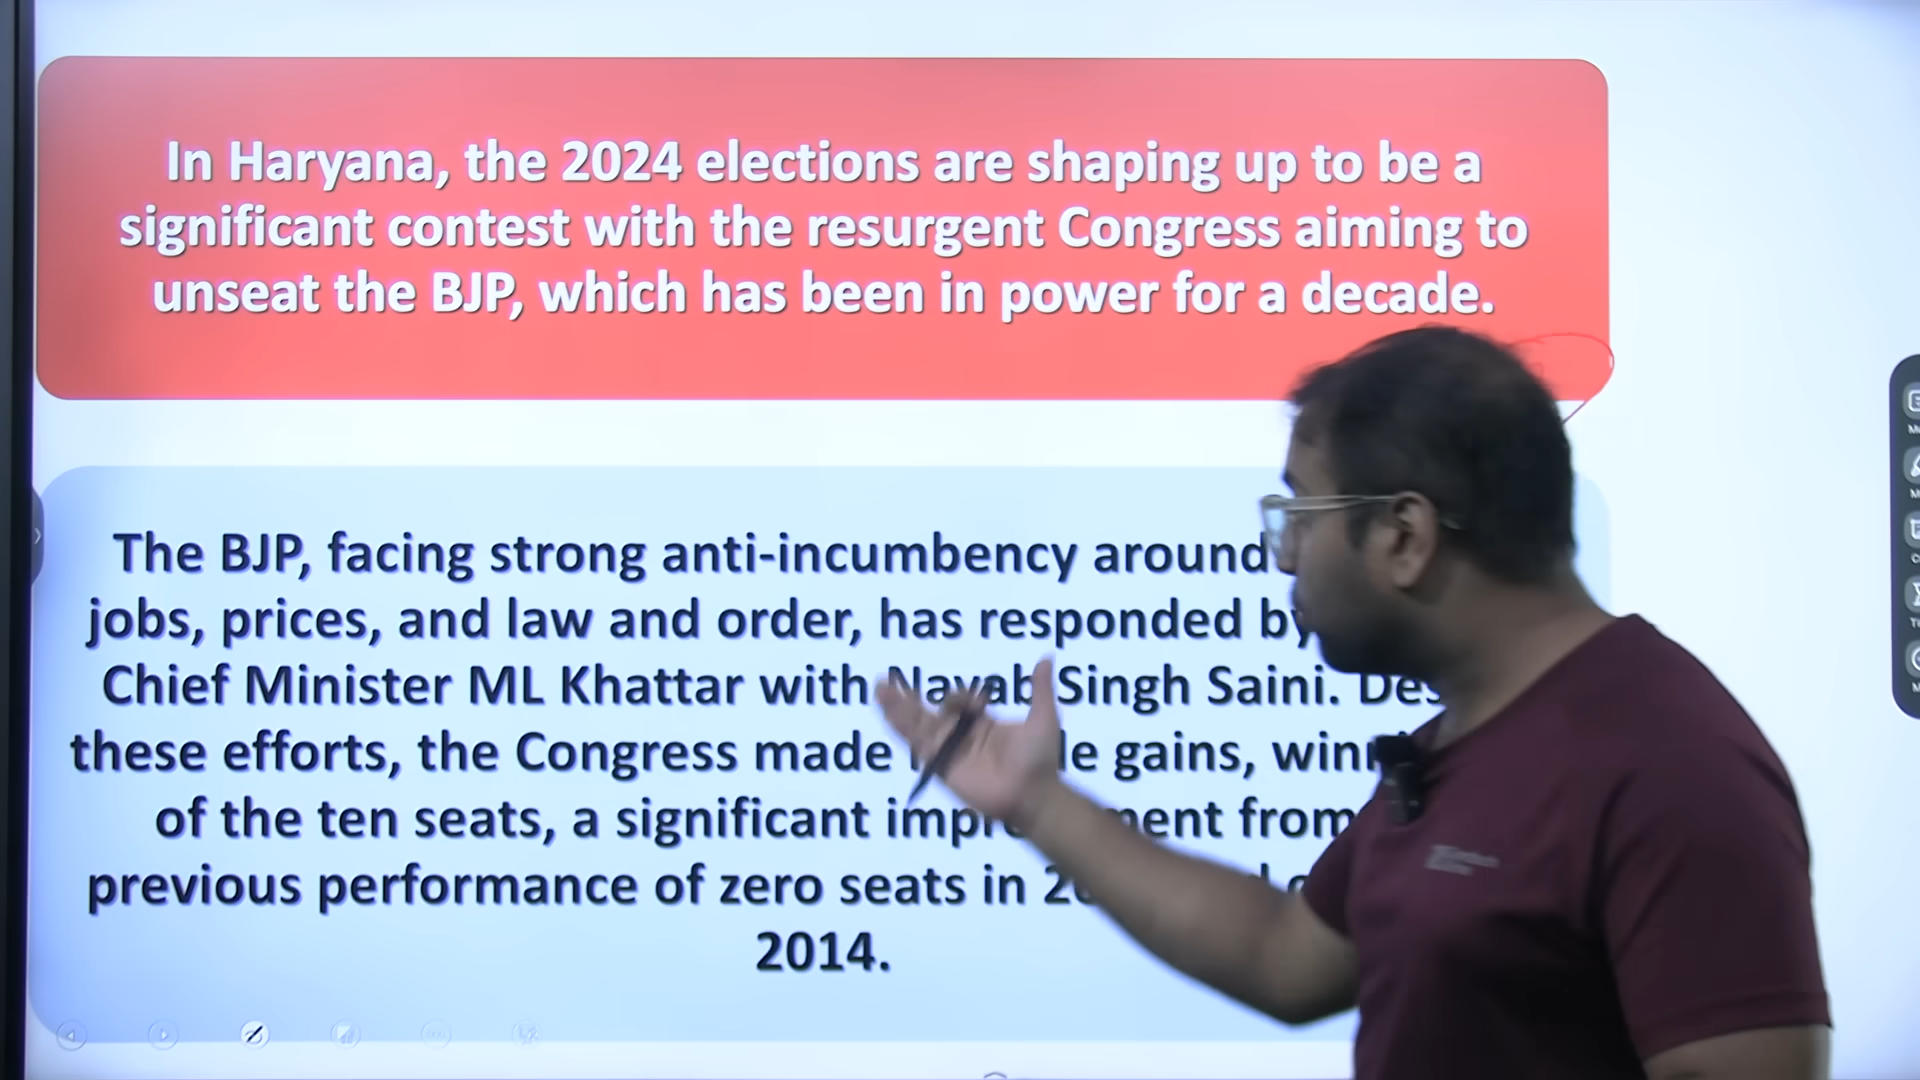 In Haryana, the 2024 elections are shaping up to be a
significant contest with the resurgent Congress aiming to
unseat the BJP, which has been in power for a decade.
The BJP, facing strong anti-incumbency around
jobs, prices, and law and order, has responded by
Chief Minister ML Khattar with Nayab Singh Saini.
these efforts, the Congress made gains,
of the ten seats, a significant improvement from
previous performance of zero seats in
2014.